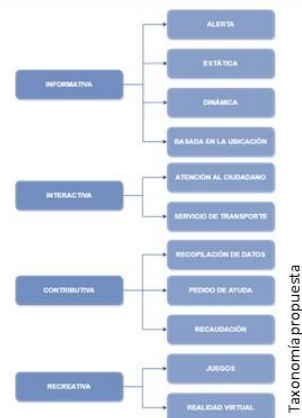 INFORMATIVA
ALERTA
ESTÁTICA
DINÁMICA
BASADA EN LA UBICACIÓN
INTERACTIVA
ATENCIÓN AL CIUDADANO
SERVICIO DE TRANSPORTE
CONTRIBUTIVA
RECOPILACIÓN DE DATOS
PEDIDO DE AYUDA
RECAUDACIÓN
RECREATIVA
JUEGOS
REALIDAD VIRTUAL
Taxonomía propuesta